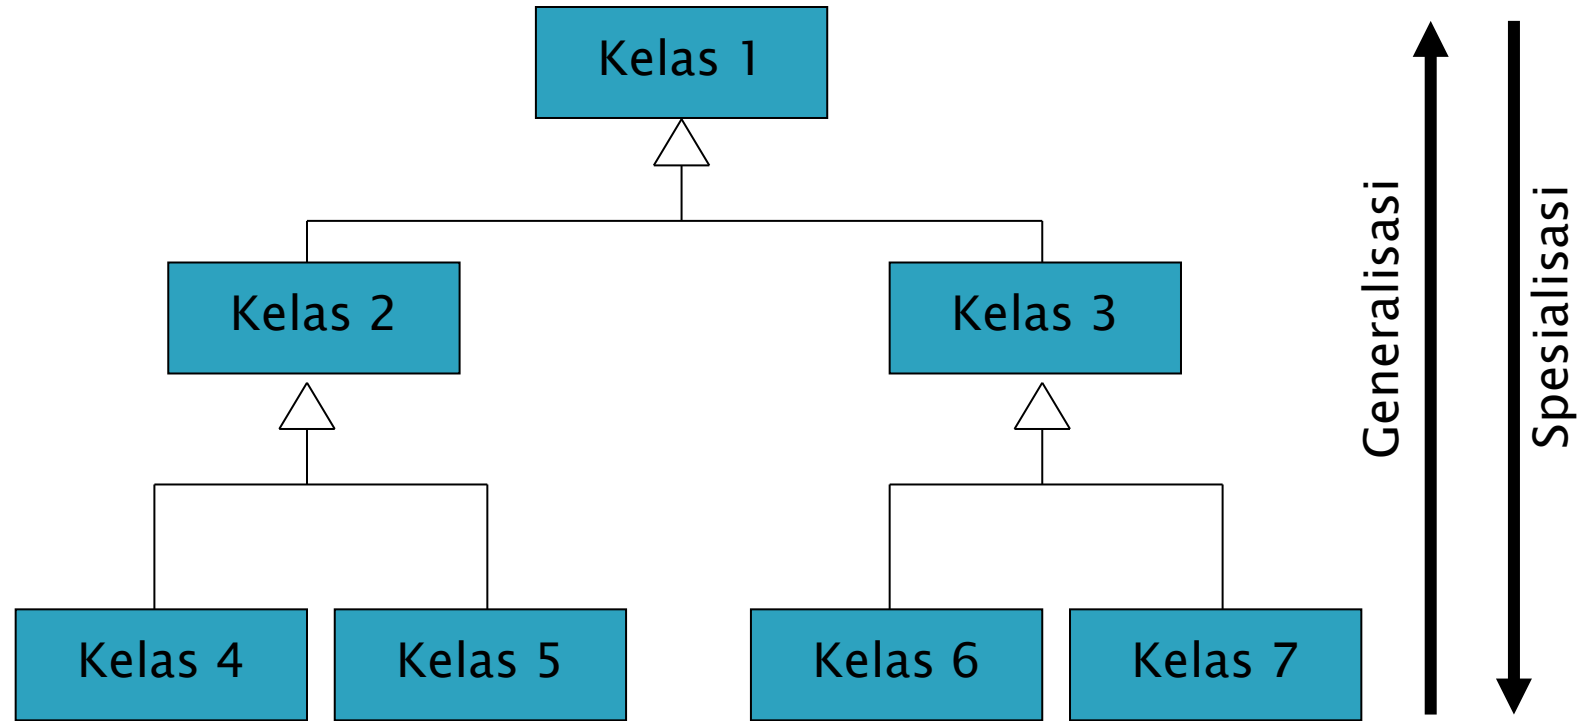 Kelas 1
Kelas 2
Kelas 3
Kelas 4
Kelas 5
Kelas 6
Kelas 7
Generalisasi
Spesialisasi